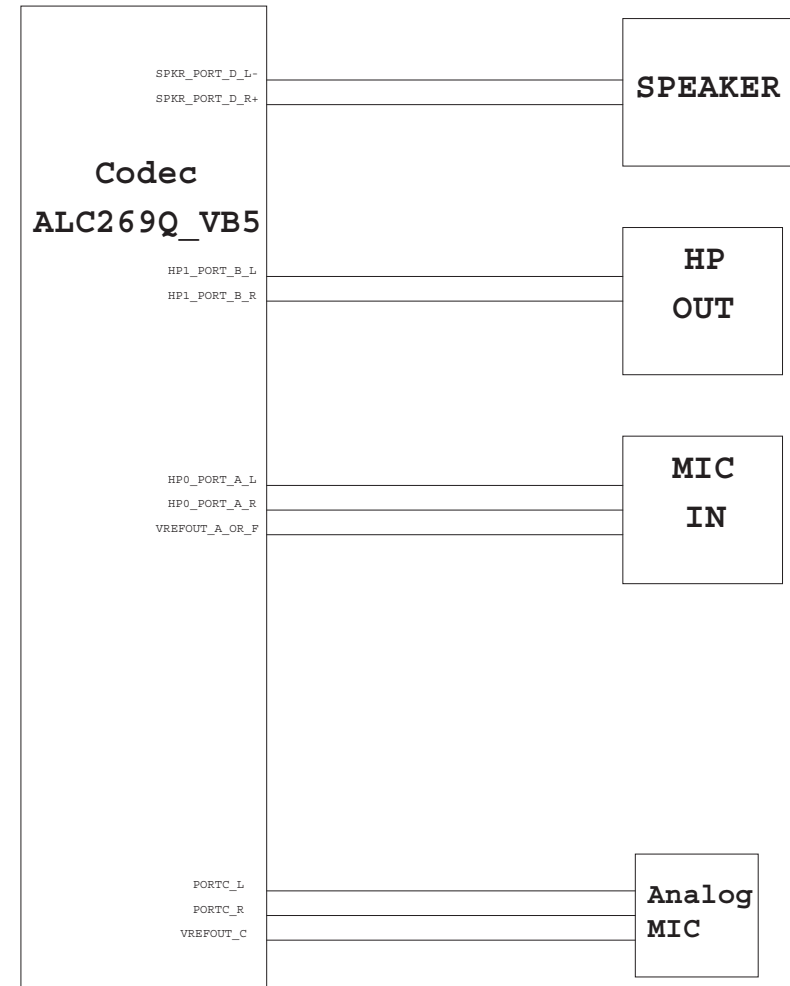 SPKR_PORT_D_L-
SPKR_PORT_D_R+
SPEAKER
Codec
ALC269Q_VB5
HP1_PORT_B_L
HP1_PORT_B_R
HP
OUT
HP0_PORT_A_L
HP0_PORT_A_R
VREFOUT_A_OR_F
MIC
IN
PORTC_L
PORTC_R
VREFOUT_C
Analog
MIC